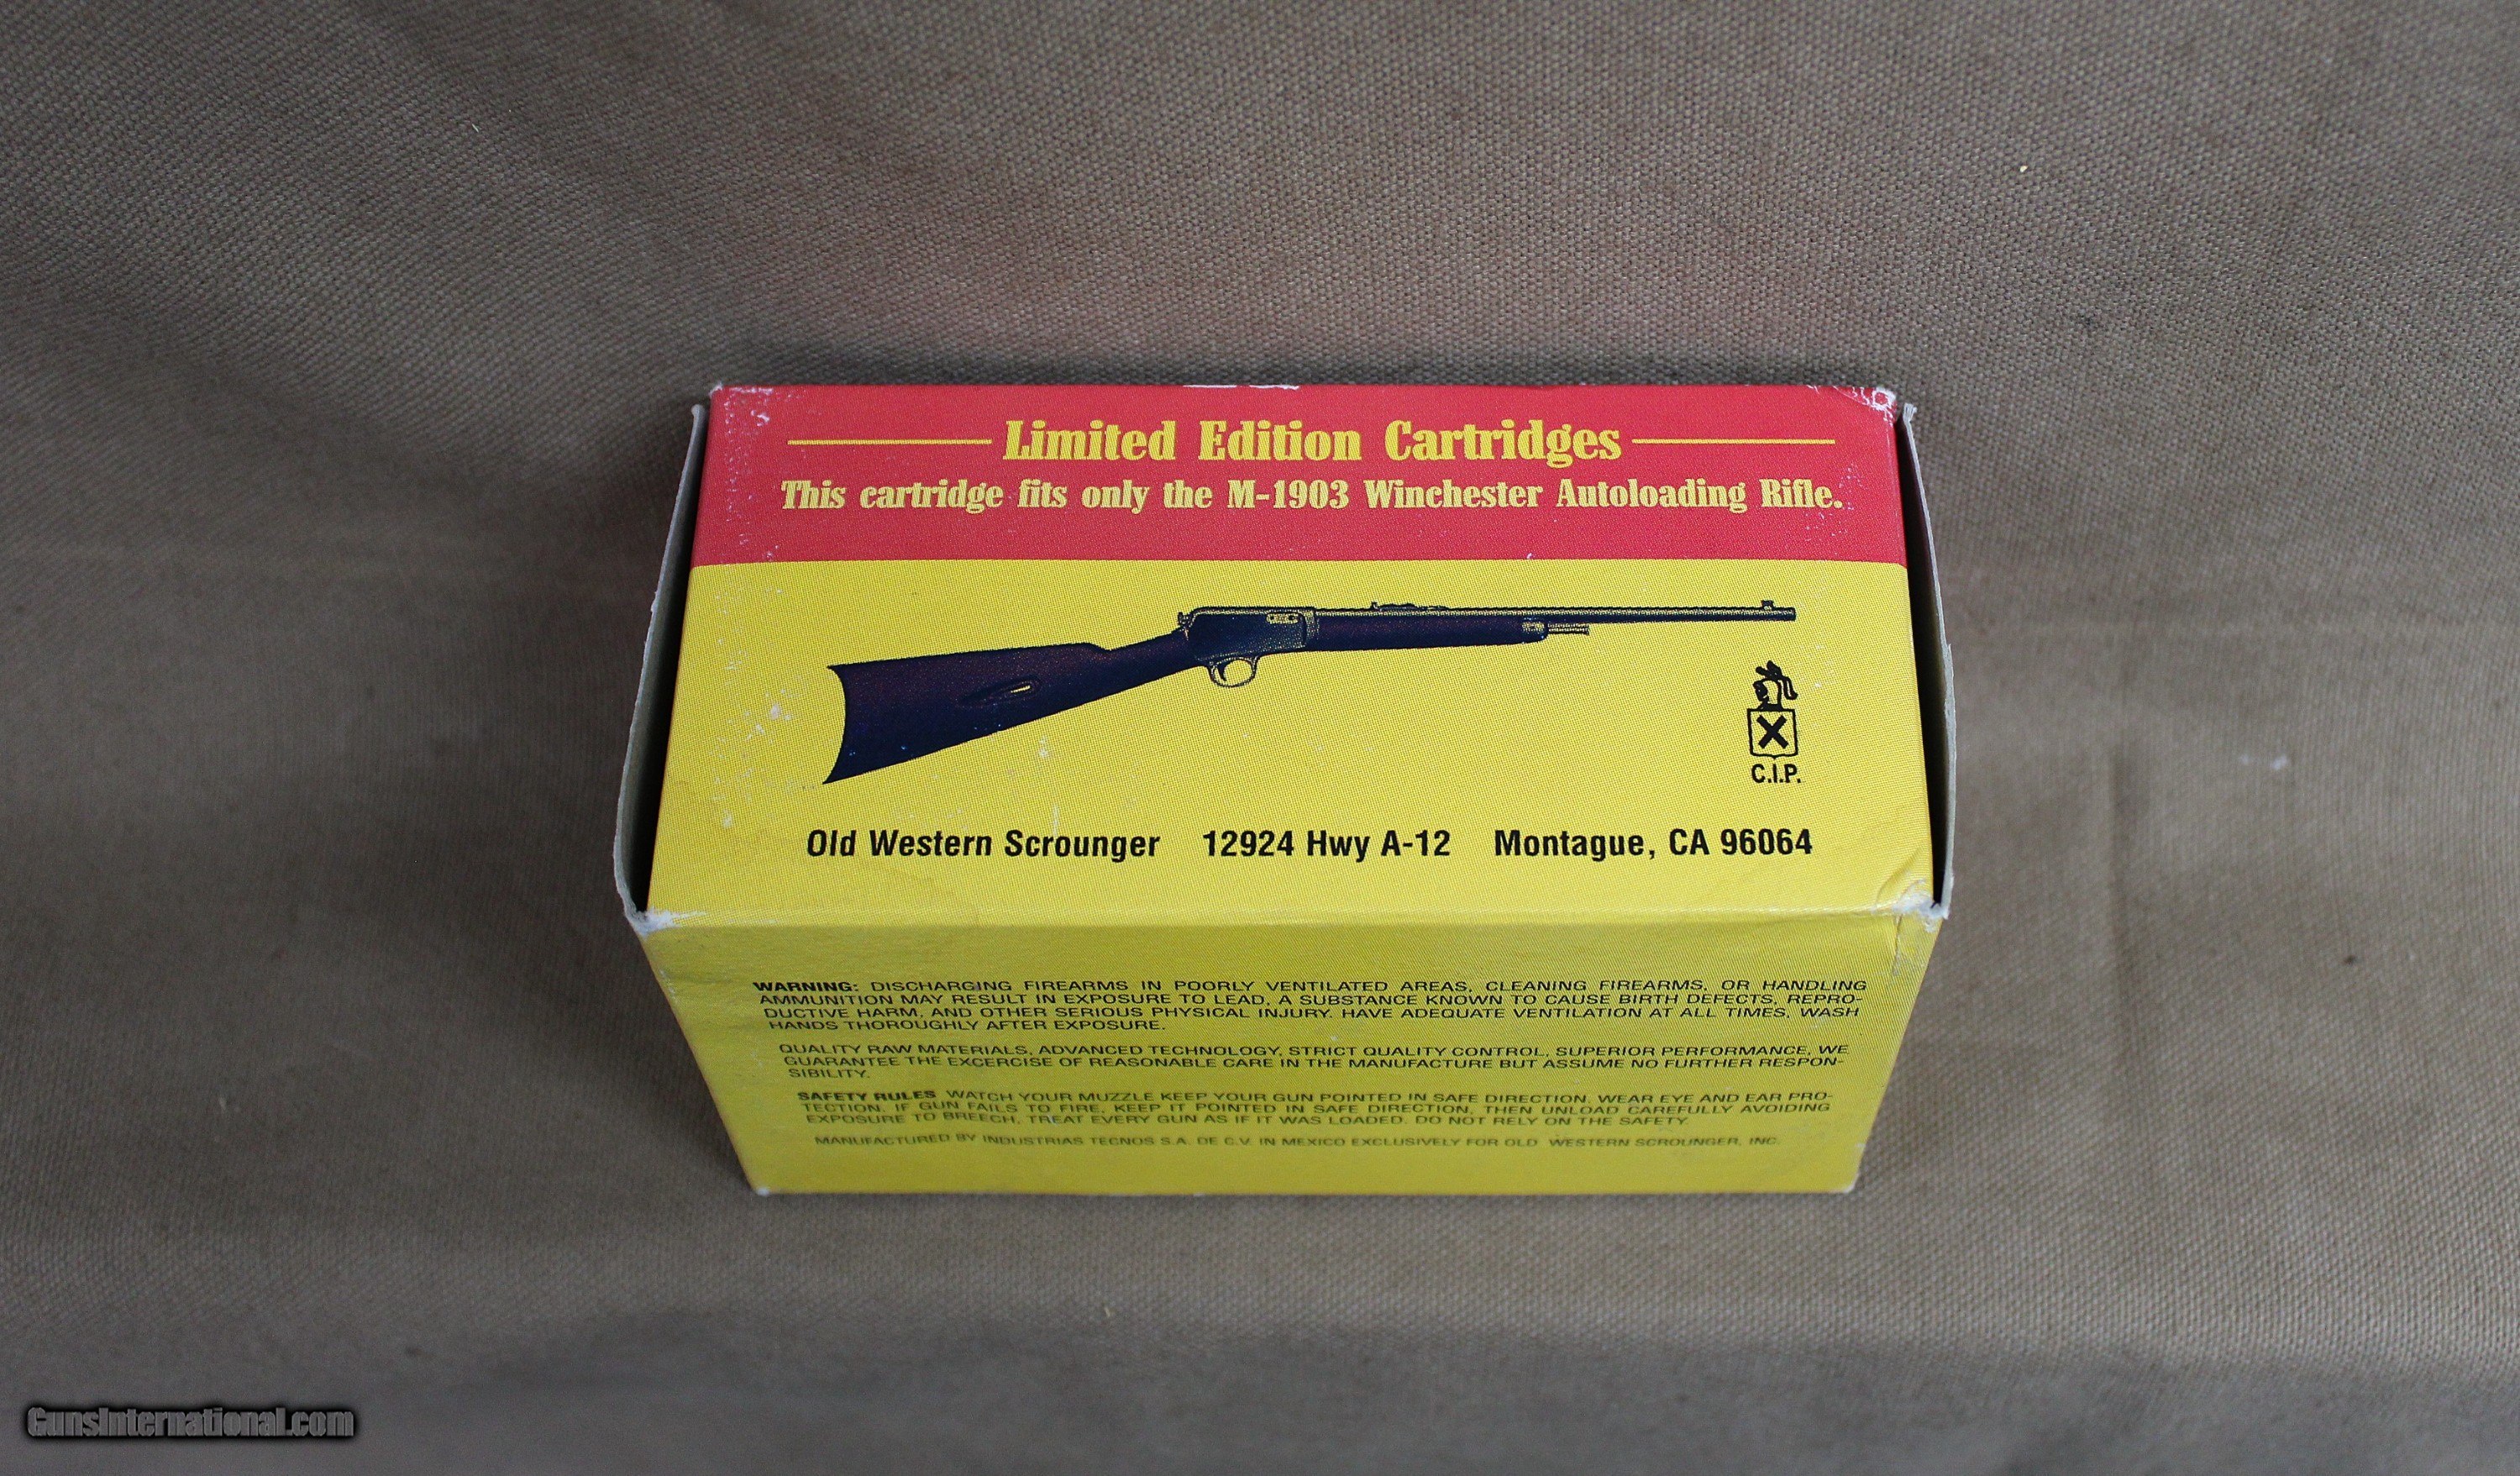 Limited Edition Cartridges
This cartridge fits only the M-1903 Winchester Autoloading Rifle.
C.I.P.
Old Western Scrounger 12924 Hwy A-12 Montague, CA 96064
WARNING: DISCHARGING FIREARMS IN POORLY VENTILATED AREAS, CLEANING FIREARMS, OR HANDLING
AMMUNITION MAY RESULT IN EXPOSURE TO LEAD, A SUBSTANCE KNOWN TO CAUSE BIRTH DEFECTS, REPRO-
DUCTIVE HARM, AND OTHER SERIOUS PHYSICAL INJURY. HAVE ADEQUATE VENTILATION AT ALL TIMES, WASH
HANDS THOROUGHLY AFTER EXPOSURE.
QUALITY RAW MATERIALS, ADVANCED TECHNOLOGY, STRICT QUALITY CONTROL, SUPERIOR PERFORMANCE, WE
GUARANTEE THE EXCERCISE OF REASONABLE CARE IN THE MANUFACTURE BUT ASSUME NO FURTHER RESPON-
SIBILITY.
SAFETY RULES WATCH YOUR MUZZLE KEEP YOUR GUN POINTED IN SAFE DIRECTION. WEAR EYE AND EAR PRO-
TECTION. IF GUN FAILS TO FIRE, KEEP IT POINTED IN SAFE DIRECTION, THEN UNLOAD CAREFULLY AVOIDING
EXPOSURE TO BREECH, TREAT EVERY GUN AS IF IT WAS LOADED. DO NOT RELY ON THE SAFETY.
MANUFACTURED BY INDUSTRIAS TECNOS S.A. DE C.V. IN MEXICO EXCLUSIVELY FOR OLD WESTERN SCROUNGER, INC.
GunsInternational.com